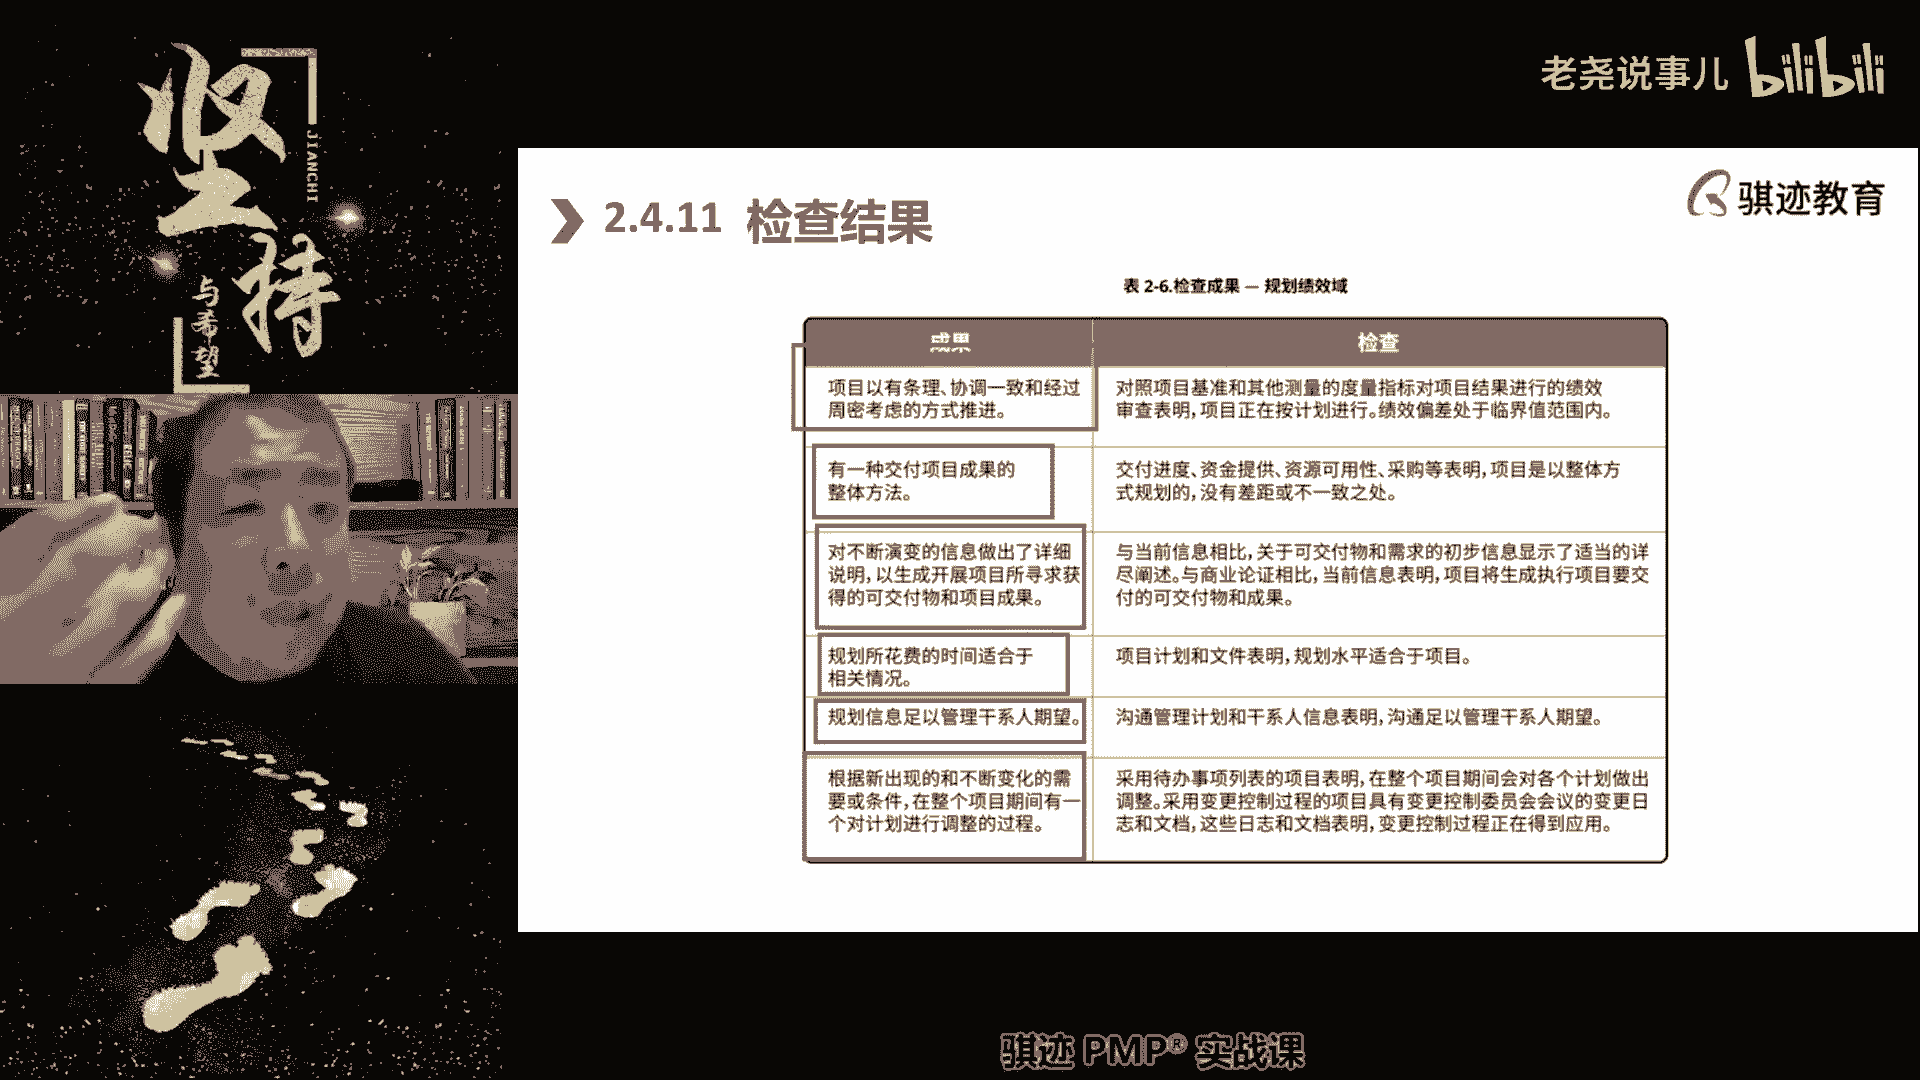 坚持
JIANCHI
与希望
老尧说事儿 bilibili
骐迹教育
2.4.11 检查结果
表 2-6.检查成果 — 规划绩效域
成果
检查
项目以有条理、协调一致和经过
周密考虑的方式推进。
对照项目基准和其他测量的度量指标对项目结果进行的绩效
审查表明,项目正在按计划进行。绩效偏差处于临界值范围内。
有一种交付项目成果的
整体方法。
交付进度、资金提供、资源可用性、采购等表明,项目是以整体方
式规划的,没有差距或不一致之处。
对不断演变的信息做出了详细
说明,以生成开展项目所寻求获
得的可交付物和项目成果。
与当前信息相比,关于可交付物和需求的初步信息显示了适当的详
尽阐述。与商业论证相比,当前信息表明,项目将生成执行项目要交
付的可交付物和成果。
规划所花费的时间适合于
相关情况。
项目计划和文件表明,规划水平适合于项目。
规划信息足以管理干系人期望。
沟通管理计划和干系人信息表明,沟通足以管理干系人期望。
根据新出现的和不断变化的需
要或条件,在整个项目期间有一
个对计划进行调整的过程。
采用待办事项列表的项目表明,在整个项目期间会对各个计划做出
调整。采用变更控制过程的项目具有变更控制委员会会议的变更日
志和文档,这些日志和文档表明,变更控制过程正在得到应用。
骐迹 PMP® 实战课